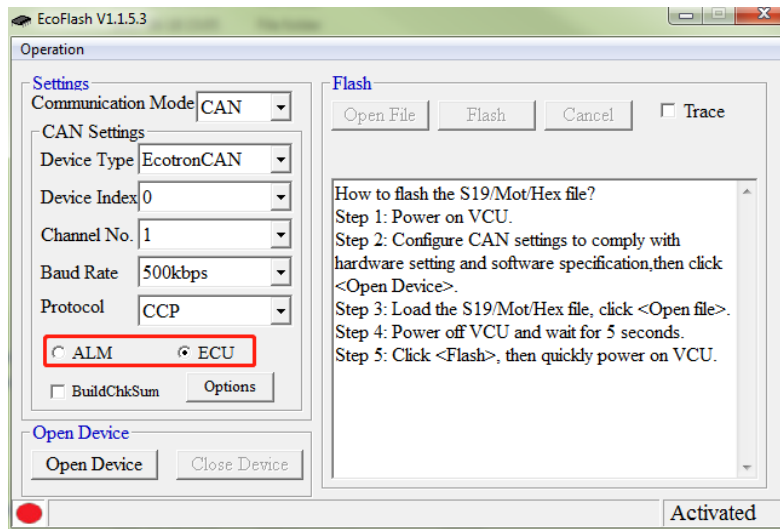 EcoFlash V1.1.5.3
Operation
Settings
Communication Mode CAN
CAN Settings
Device Type EcotronCAN
Device Index 0
Channel No. 1
Baud Rate 500kbps
Protocol CCP
ALM ECU
BuildChkSum Options
Open Device
Open Device Close Device
Flash
Open File Flash Cancel Trace
How to flash the S19/Mot/Hex file?
Step 1: Power on VCU.
Step 2: Configure CAN settings to comply with
hardware setting and software specification,then click
<Open Device>.
Step 3: Load the S19/Mot/Hex file, click <Open file>.
Step 4: Power off VCU and wait for 5 seconds.
Step 5: Click <Flash>, then quickly power on VCU.
Activated